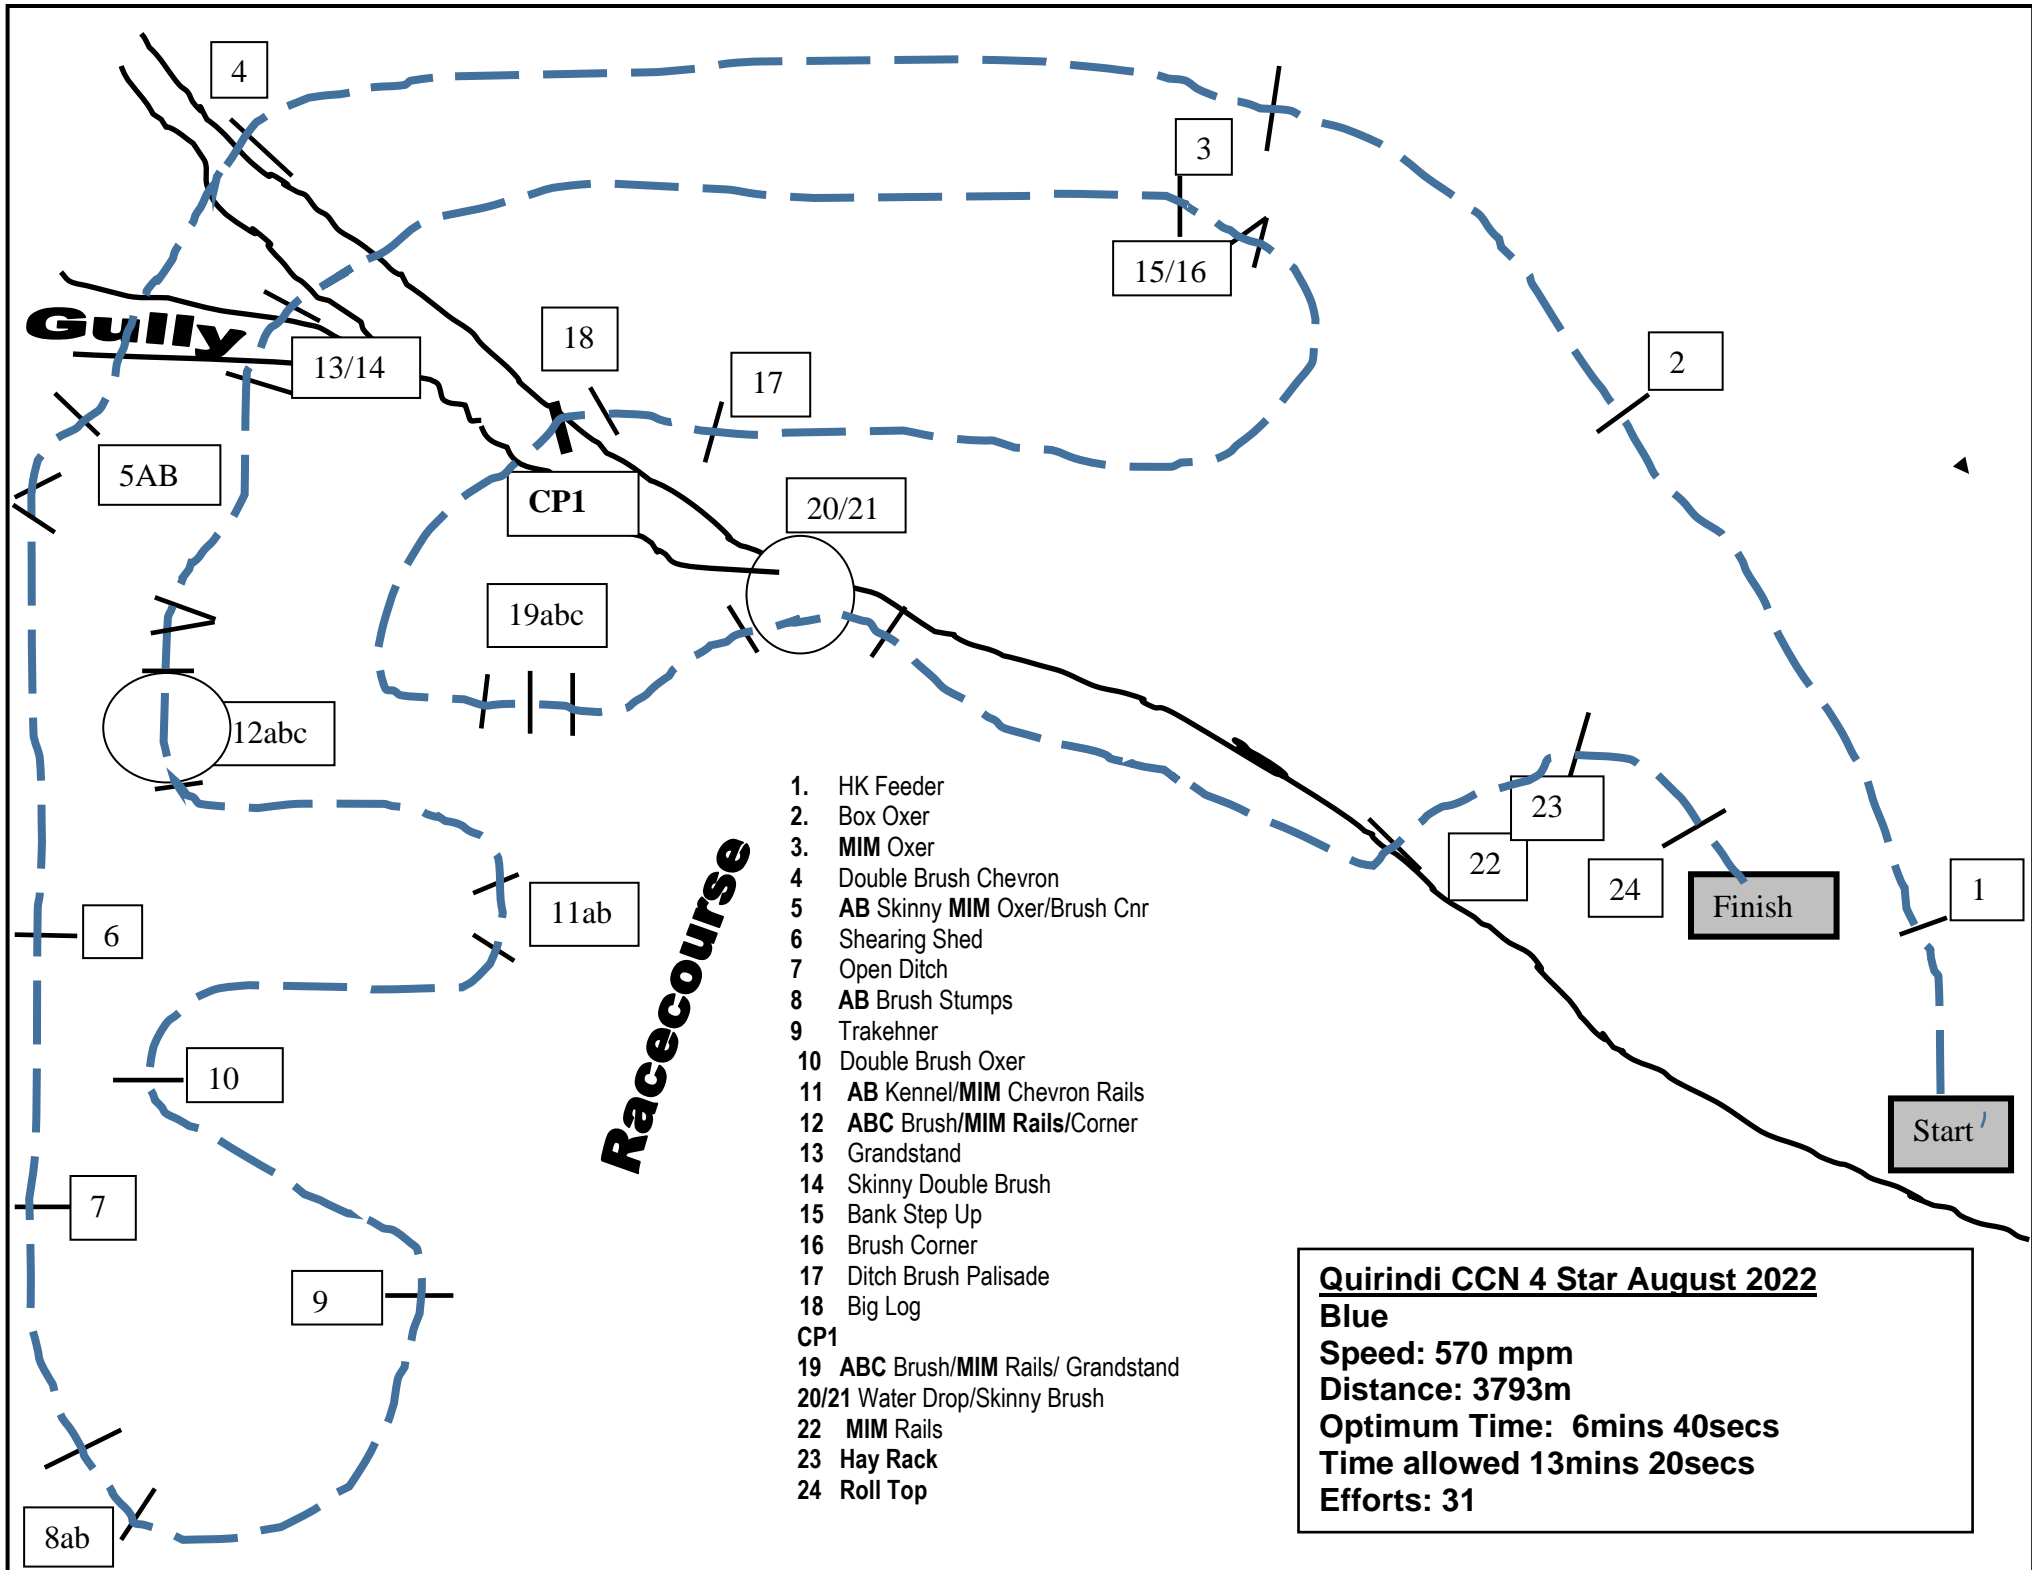 4
3
15/16
Gully
13/14
18
17
2
5AB
CP1
20/21
19abc
12abc
11ab
6
10
7
9
8ab
Racecourse
23
22
24
Finish
1
Start
1. HK Feeder
2. Box Oxer
3. MIM Oxer
4 Double Brush Chevron
5 AB Skinny MIM Oxer/Brush Cnr
6 Shearing Shed
7 Open Ditch
8 AB Brush Stumps
9 Trakehner
10 Double Brush Oxer
11 AB Kennel/MIM Chevron Rails
12 ABC Brush/MIM Rails/Corner
13 Grandstand
14 Skinny Double Brush
15 Bank Step Up
16 Brush Corner
17 Ditch Brush Palisade
18 Big Log
CP1
19 ABC Brush/MIM Rails/ Grandstand
20/21 Water Drop/Skinny Brush
22 MIM Rails
23 Hay Rack
24 Roll Top
Quirindi CCN 4 Star August 2022
Blue
Speed: 570 mpm
Distance: 3793m
Optimum Time: 6mins 40secs
Time allowed 13mins 20secs
Efforts: 31